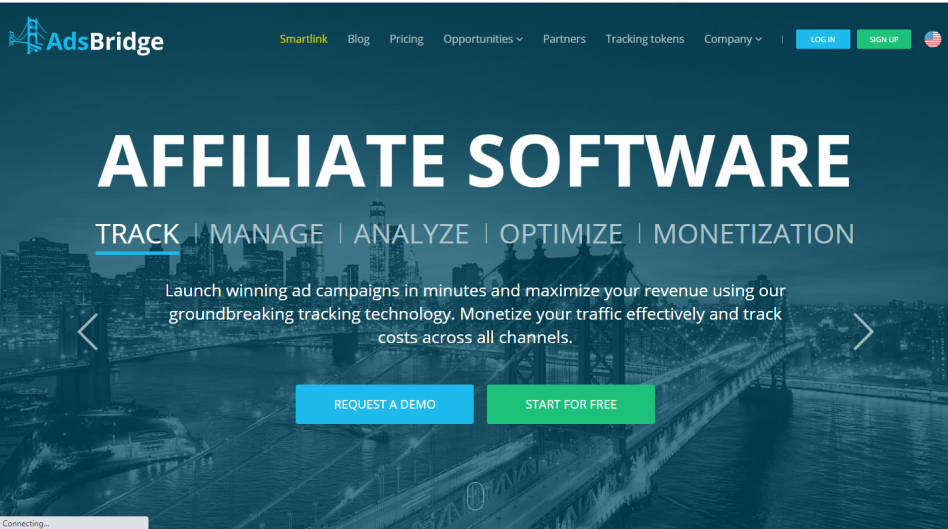 AdsBridge
Smartlink Blog Pricing Opportunities Partners Tracking tokens Company | LOG IN SIGN UP
AFFILIATE SOFTWARE
TRACK | MANAGE | ANALYZE | OPTIMIZE | MONETIZATION
Launch winning ad campaigns in minutes and maximize your revenue using our
groundbreaking tracking technology. Monetize your traffic effectively and track
costs across all channels.
REQUEST A DEMO START FOR FREE
Connecting...